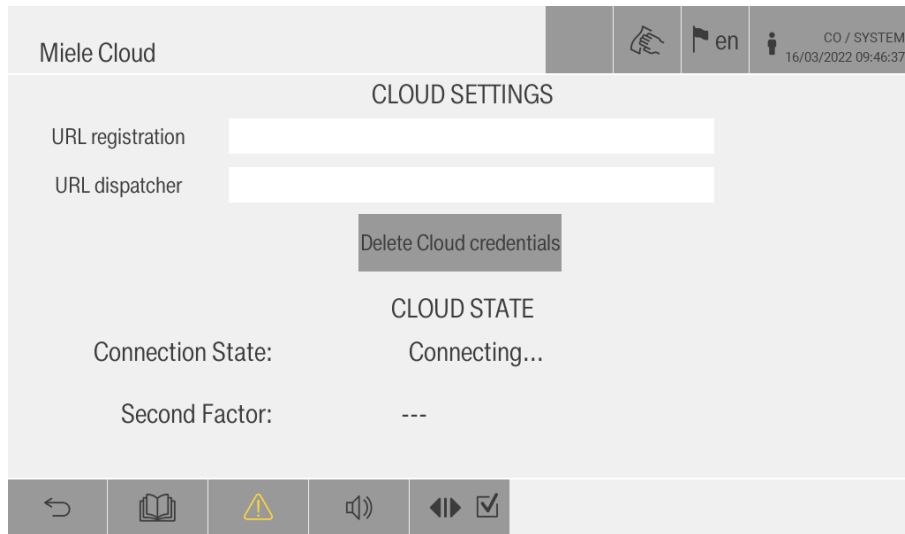 Miele Cloud
en
CO / SYSTEM
16/03/2022 09:46:37
CLOUD SETTINGS
URL registration
URL dispatcher
Delete Cloud credentials
CLOUD STATE
Connection State: Connecting...
Second Factor: ---